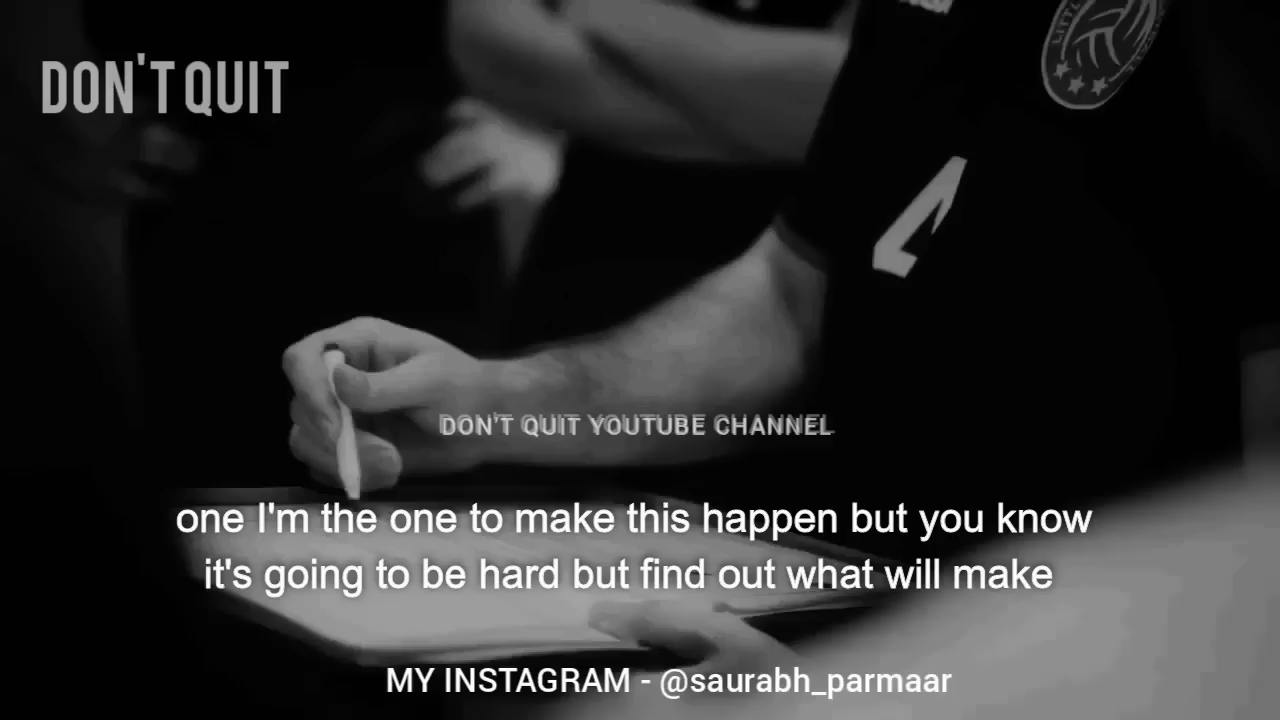 DON'T QUIT
4
DON'T QUIT YOUTUBE CHANNEL
one I'm the one to make this happen but you know
it's going to be hard but find out what will make
MY INSTAGRAM - @saurabh_parmaar